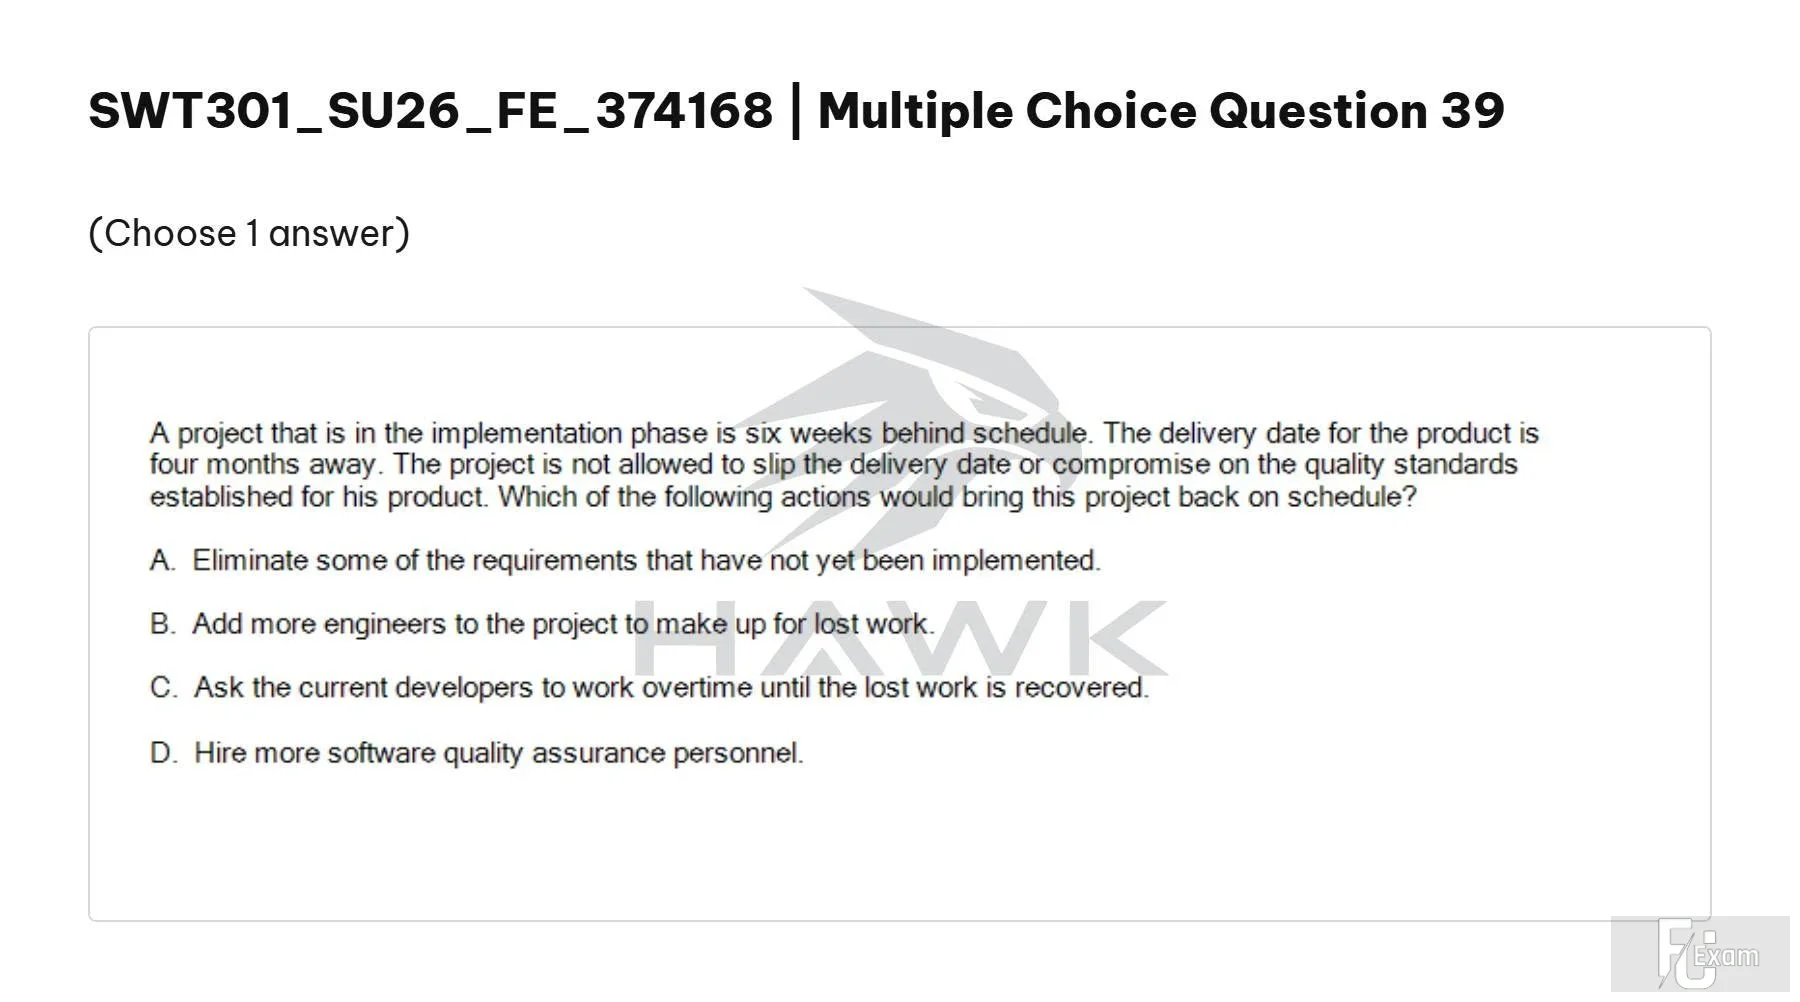 SWT301_SU26_FE_374168 | Multiple Choice Question 39
(Choose 1 answer)
A project that is in the implementation phase is six weeks behind schedule. The delivery date for the product is
four months away. The project is not allowed to slip the delivery date or compromise on the quality standards
established for his product. Which of the following actions would bring this project back on schedule?
A. Eliminate some of the requirements that have not yet been implemented.
B. Add more engineers to the project to make up for lost work.
HAWK
C. Ask the current developers to work overtime until the lost work is recovered.
D. Hire more software quality assurance personnel.
FU Exam